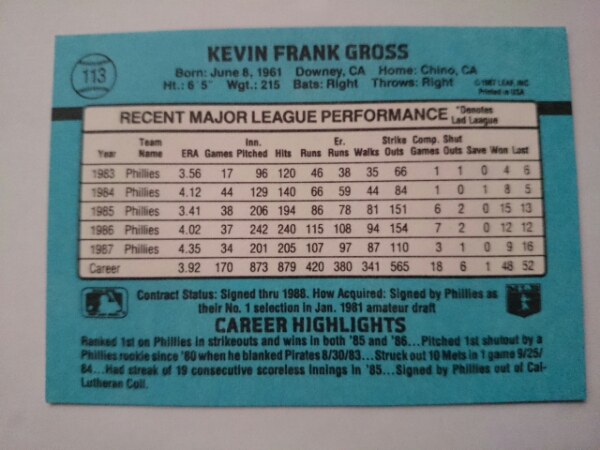 113
KEVIN FRANK GROSS
Born: June 8, 1961 Downey, CA Home: Chino, CA
Ht.: 6' 5" Wgt.: 215 Bats: Right Throws: Right
© 1987 LEAF, INC.
Printed in USA
RECENT MAJOR LEAGUE PERFORMANCE
*Denotes
Led League
Year Team Name ERA Games Inn. Pitched Hits Runs Er. Runs Walks Strike Outs Comp. Games Shut Outs Save Won Lost
1983 Phillies 3.56 17 96 120 46 38 35 66 1 1 0 4 6
1984 Phillies 4.12 44 129 140 66 59 44 84 1 0 1 8 5
1985 Phillies 3.41 38 206 194 86 78 81 151 6 2 0 15 13
1986 Phillies 4.02 37 242 240 115 108 94 154 7 2 0 12 12
1987 Phillies 4.35 34 201 205 107 97 87 110 3 1 0 9 16
Career 3.92 170 873 879 420 380 341 565 18 6 1 48 52
Contract Status: Signed thru 1988. How Acquired: Signed by Phillies as
their No. 1 selection in Jan. 1981 amateur draft
CAREER HIGHLIGHTS
Ranked 1st on Phillies in strikeouts and wins in both '85 and '86...Pitched 1st shutout by a
Phillies rookie since '80 when he blanked Pirates 8/30/83...Struck out 10 Mets in 1 game 9/25/
84...Had streak of 19 consecutive scoreless innings in '85...Signed by Phillies out of Cal-
Lutheran Coll.